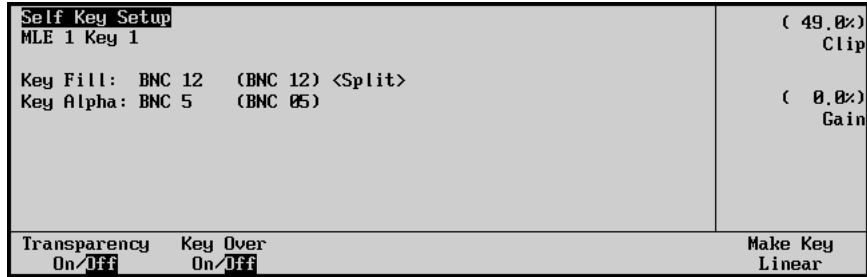 Self Key Setup
MLE 1 Key 1
Key Fill: BNC 12 (BNC 12) <Split>
Key Alpha: BNC 5 (BNC 05)
( 49.0%)
Clip
( 0.0%)
Gain
Transparency
On/Off
Key Over
On/Off
Make Key
Linear